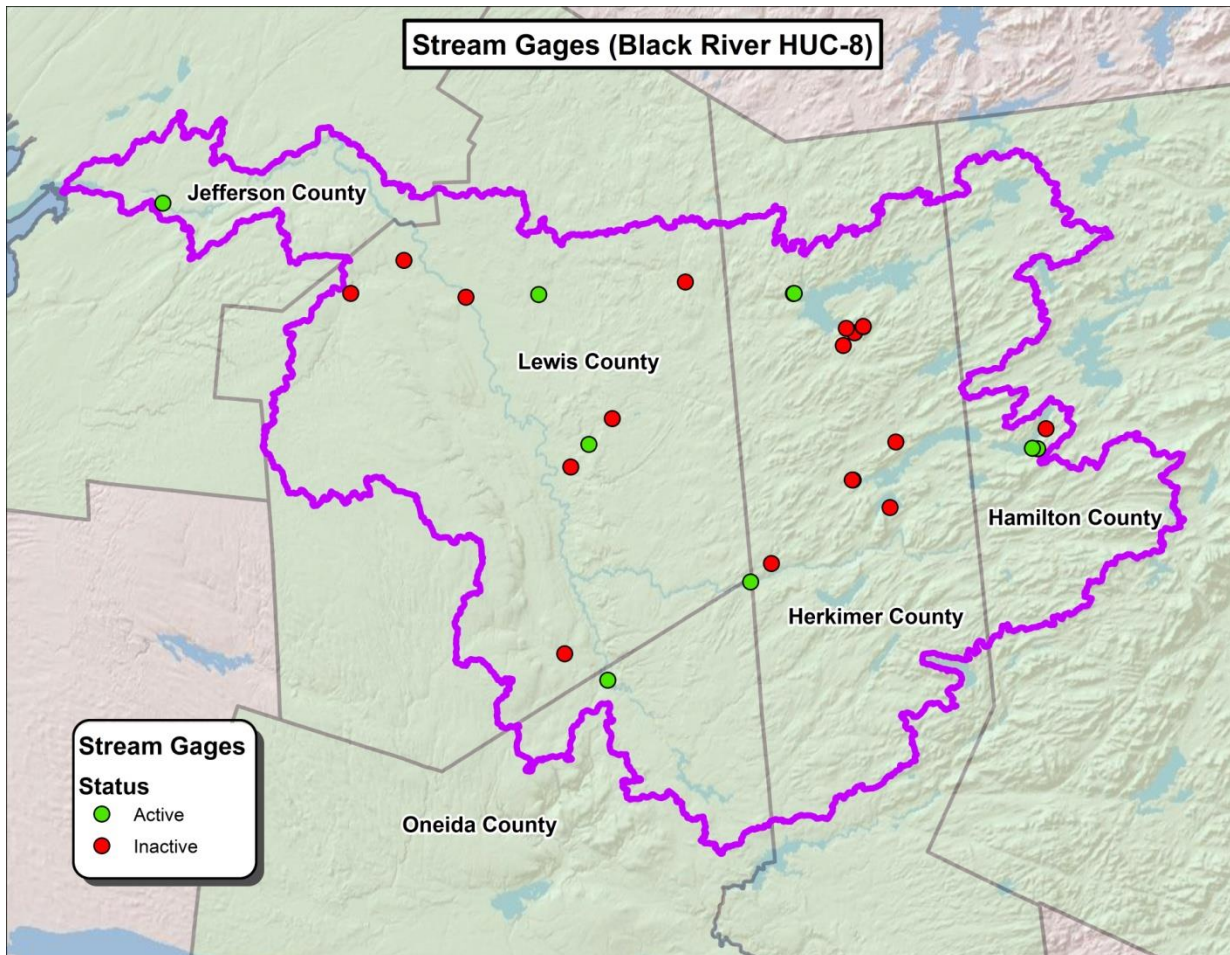 Stream Gages (Black River HUC-8)
Jefferson County
Lewis County
Hamilton County
Herkimer County
Oneida County
Stream Gages
Status
Active
Inactive